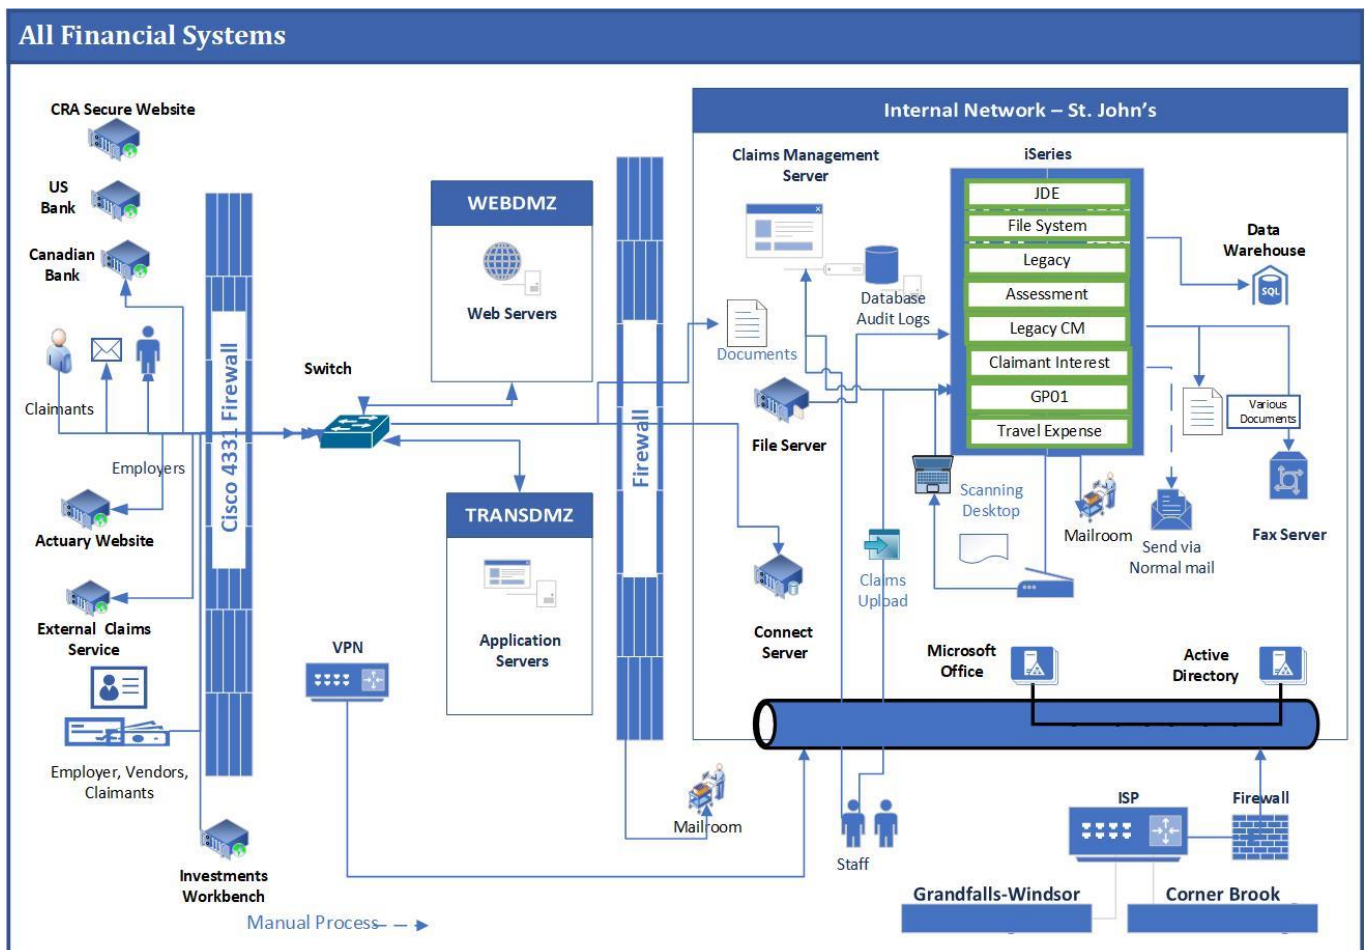 All Financial Systems
CRA Secure Website
US
Bank
Canadian
Bank
Claimants
Employers
Actuary Website
External Claims
Service
Employer, Vendors,
Claimants
Investments
Workbench
Manual Process
Cisco 4331 Firewall
Switch
VPN
WEBDMZ
Web Servers
TRANSDMZ
Application
Servers
Firewall
Mailroom
Internal Network – St. John's
Claims Management
Server
Database
Audit Logs
Documents
File Server
Connect
Server
Claims
Upload
iSeries
JDE
File System
Legacy
Assessment
Legacy CM
Claimant Interest
GP01
Travel Expense
Scanning
Desktop
Mailroom
Send via
Normal mail
Data
Warehouse
SQL
Various
Documents
Fax Server
Microsoft
Office
Active
Directory
Staff
ISP
Firewall
Grandfalls-Windsor
Corner Brook